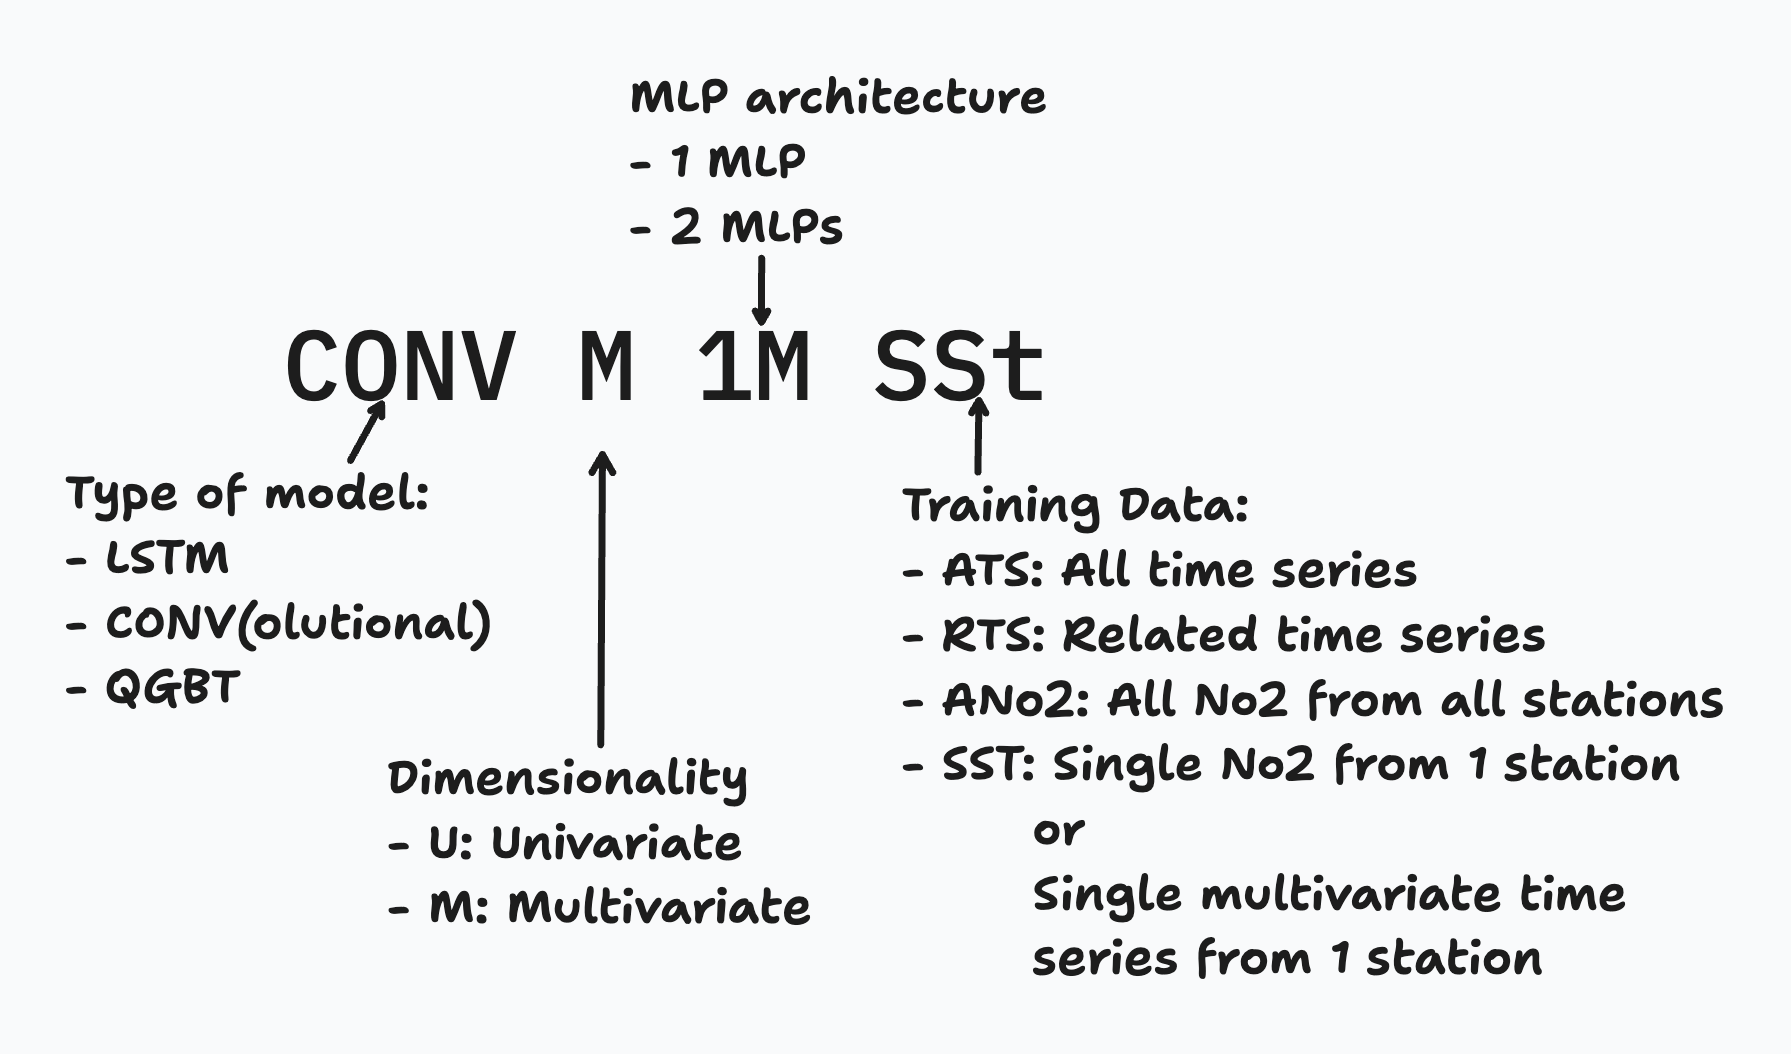 MLP architecture
- 1 MLP
- 2 MLPs
CONV M 1M SSt
Type of model:
- LSTM
- CONV(olutional)
- QGBT
Dimensionality
- U: Univariate
- M: Multivariate
Training Data:
- ATS: All time series
- RTS: Related time series
- ANo2: All No2 from all stations
- SST: Single No2 from 1 station
or
Single multivariate time
series from 1 station